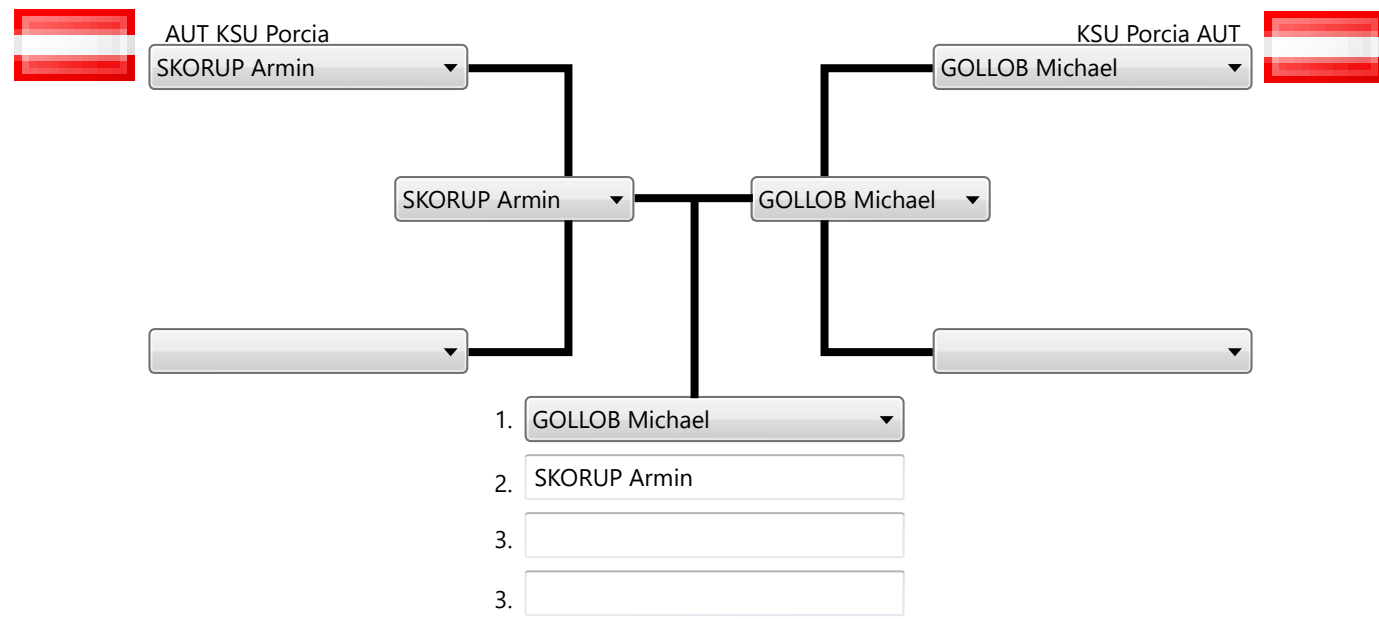 AUT KSU Porcia
KSU Porcia AUT
SKORUP Armin
GOLLOB Michael
SKORUP Armin
GOLLOB Michael
1. GOLLOB Michael
2. SKORUP Armin
3.
3.